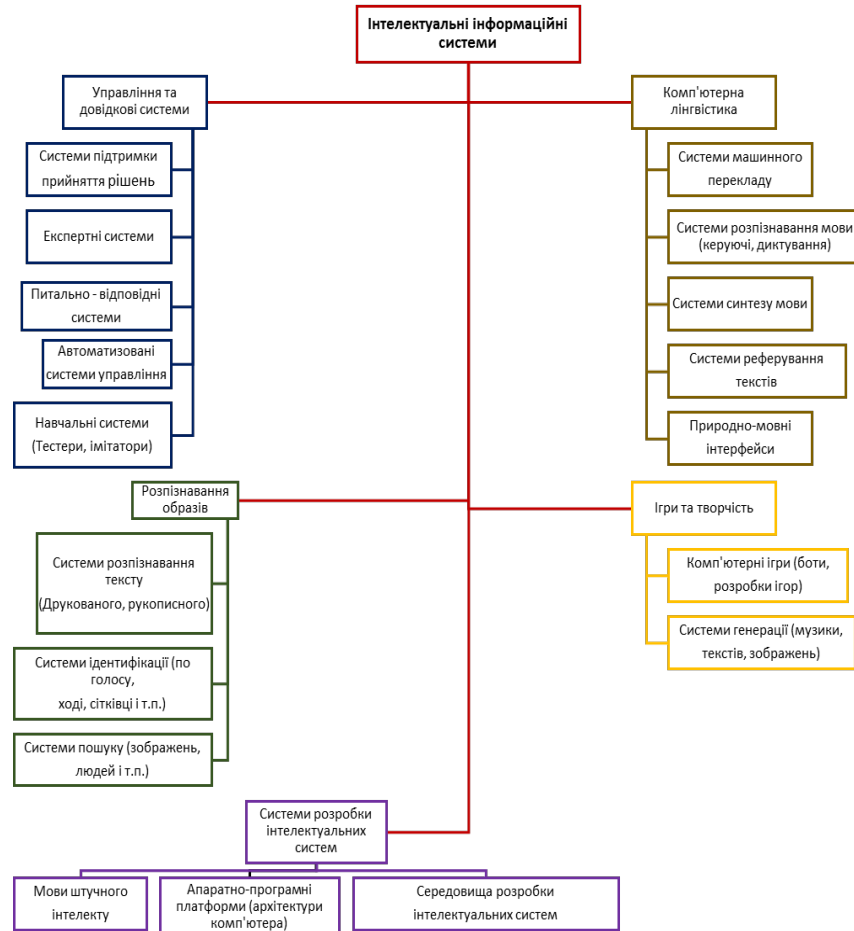 Інтелектуальні інформаційні
системи
Управління та
довідкові системи
Системи підтримки
прийняття рішень
Експертні системи
Питально - відповідні
системи
Автоматизовані
системи управління
Навчальні системи
(Тестери, імітатори)
Комп'ютерна
лінгвістика
Системи машинного
перекладу
Системи розпізнавання мови
(керуючі, диктування)
Системи синтезу мови
Системи реферування
текстів
Природно-мовні
інтерфейси
Розпізнавання
образів
Системи розпізнавання
тексту
(Друкованого, рукописного)
Системи ідентифікації (по
голосу,
ході, сітківці і т.п.)
Системи пошуку (зображень,
людей і т.п.)
Ігри та творчість
Комп'ютерні ігри (боти,
розробки ігор)
Системи генерації (музики,
текстів, зображень)
Системи розробки
інтелектуальних
систем
Мови штучного
інтелекту
Апаратно-програмні
платформи (архітектури
комп'ютера)
Середовища розробки
інтелектуальних систем